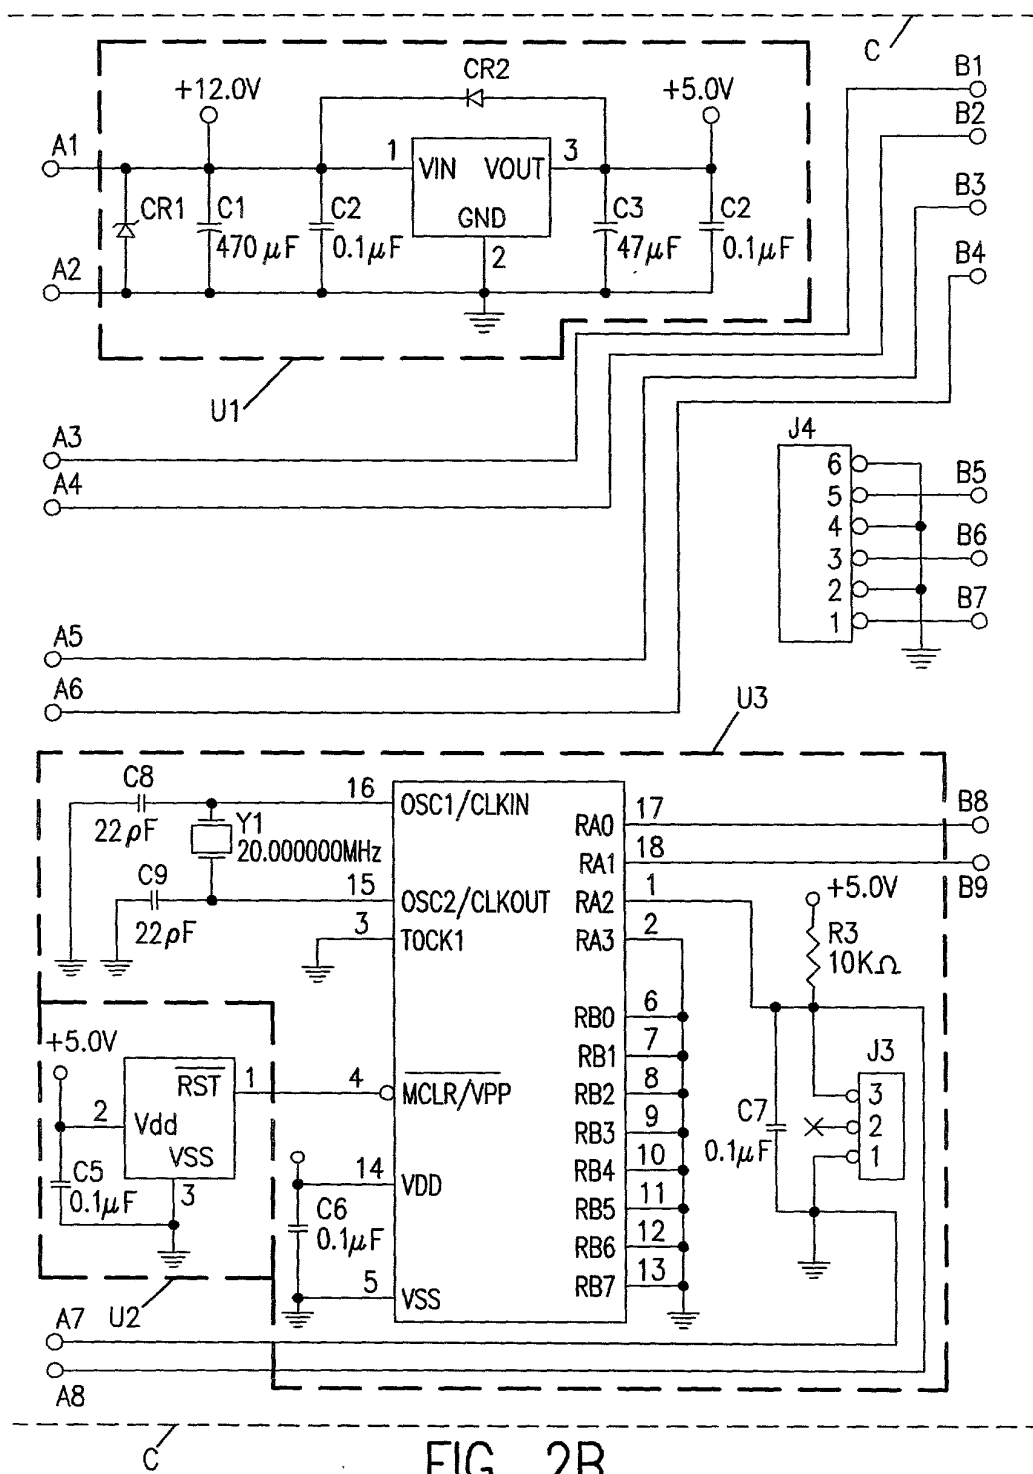 C
CR2
B1
+12.0V
+5.0V
B2
A1
1
VIN
VOUT
3
B3
CR1
C1
470µF
C2
0.1µF
GND
2
C3
47µF
C2
0.1µF
B4
A2
U1
A3
A4
J4
6
5
4
3
2
1
B5
B6
B7
A5
A6
U3
C8
22pF
Y1
20.000000MHz
C9
22pF
16
OSC1/CLKIN
15
OSC2/CLKOUT
3
TOCK1
RA0
17
B8
RA1
18
B9
RA2
1
RA3
2
+5.0V
R3
10KΩ
RB0
6
RB1
7
RB2
8
RB3
9
RB4
10
RB5
11
RB6
12
RB7
13
J3
3
2
1
C7
0.1µF
+5.0V
RST
1
4
MCLR/VPP
2
Vdd
VSS
3
C5
0.1µF
14
VDD
C6
0.1µF
5
VSS
U2
A7
A8
C
FIG. 2B